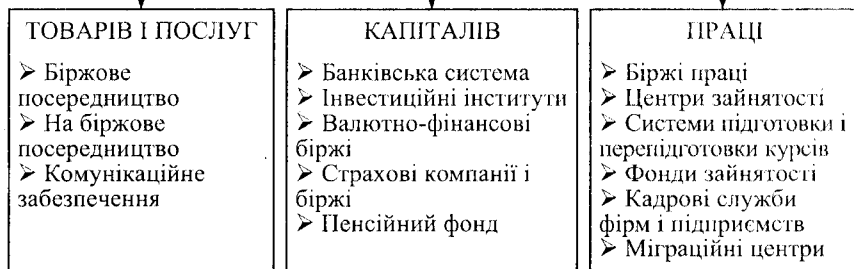 ТОВАРІВ І ПОСЛУГ
➢ Біржове
посередництво
➢ На біржове
посередництво
➢ Комунікаційне
забезпечення
КАПІТАЛІВ
➢ Банківська система
➢ Інвестиційні інститути
➢ Валютно-фінансові
біржі
➢ Страхові компанії і
біржі
➢ Пенсійний фонд
ПРАЦІ
➢ Біржі праці
➢ Центри зайнятості
➢ Системи підготовки і
перепідготовки курсів
➢ Фонди зайнятості
➢ Кадрові служби
фірм і підприємств
➢ Міграційні центри